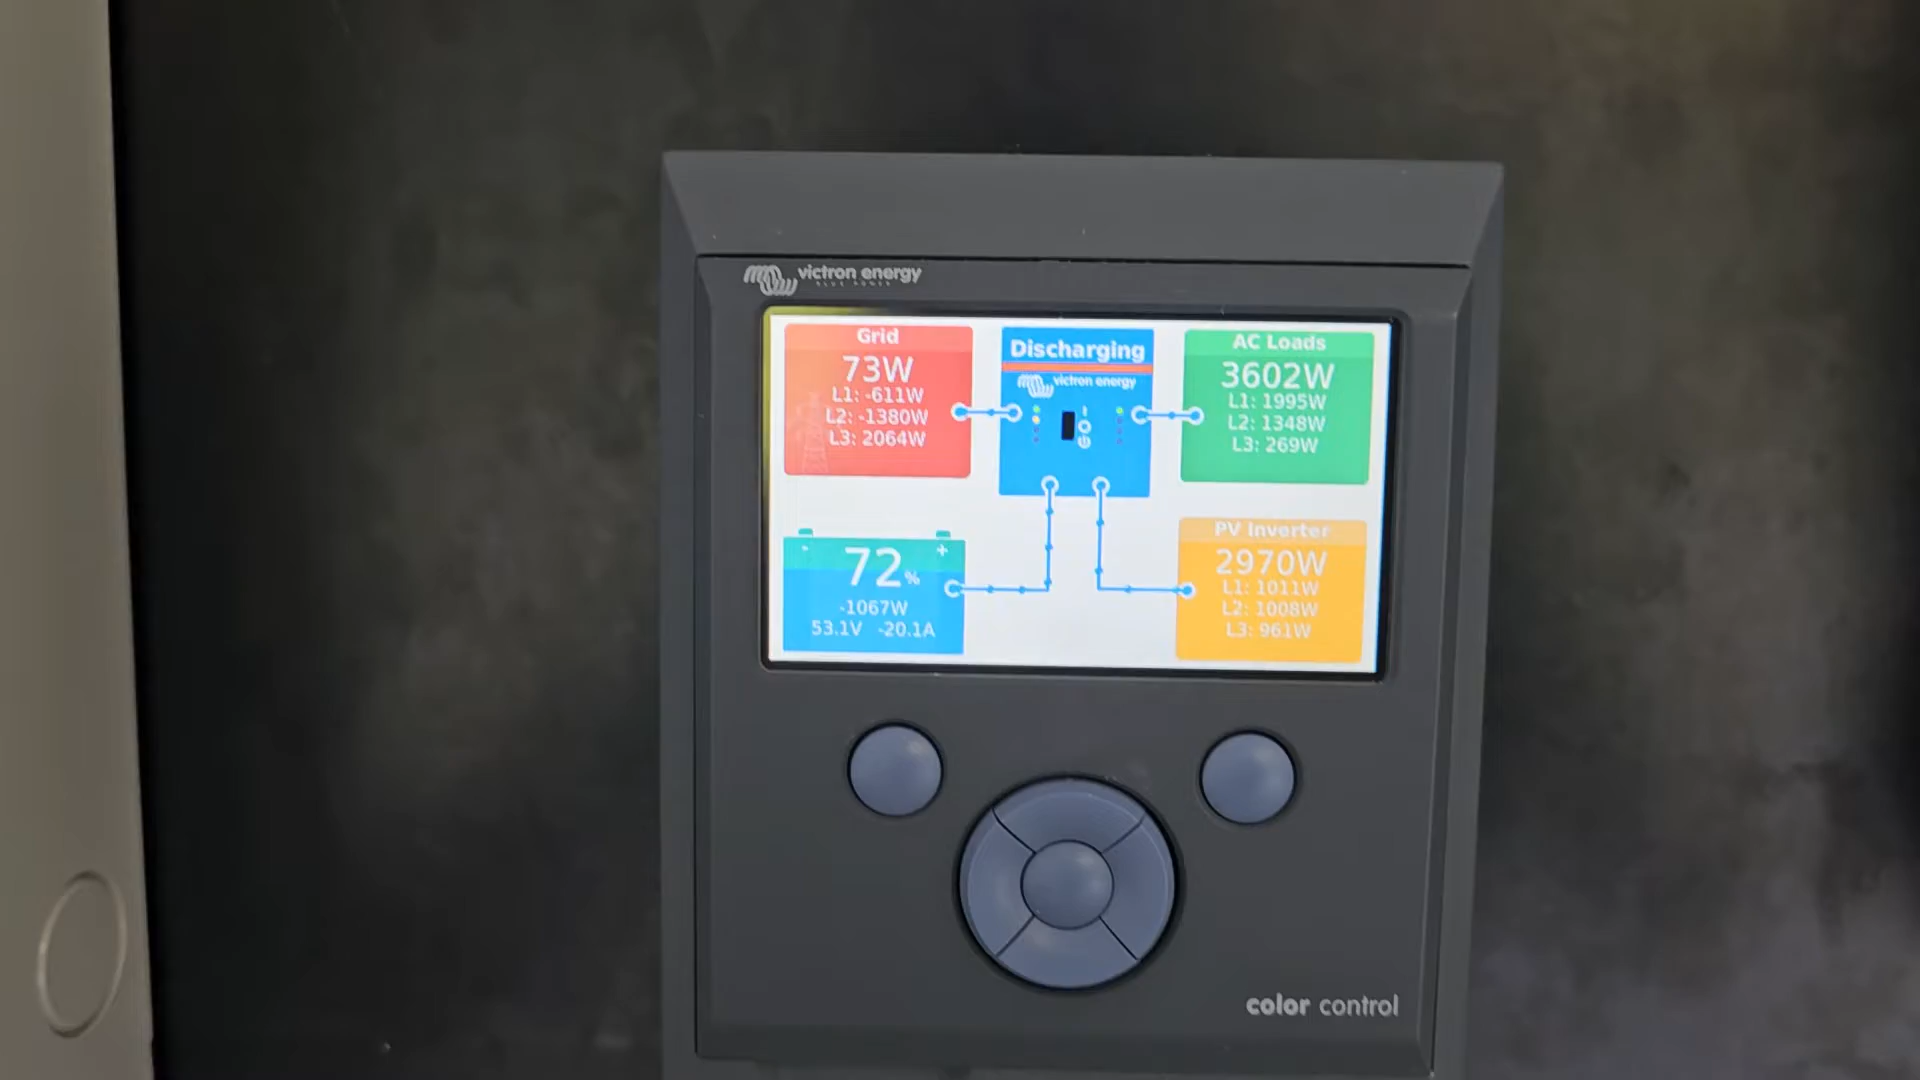 victron energy
BLUE POWER
Grid
73W
L1: -611W
L2: -1380W
L3: 2064W
Discharging
victron energy
AC Loads
3602W
L1: 1995W
L2: 1348W
L3: 269W
- 72% +
-1067W
53.1V -20.1A
PV Inverter
2970W
L1: 1011W
L2: 1008W
L3: 961W
color control